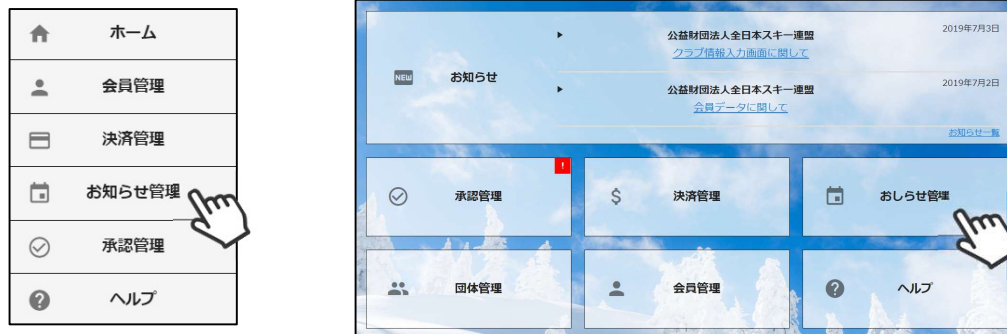 ホーム
会員管理
決済管理
お知らせ管理
承認管理
ヘルプ
NEW
お知らせ
公益財団法人全日本スキー連盟
2019年7月3日
クラブ情報入力画面に関して
公益財団法人全日本スキー連盟
2019年7月2日
会員データに関して
お知らせ一覧
承認管理
!
$
決済管理
おしらせ管理
団体管理
会員管理
?
ヘルプ